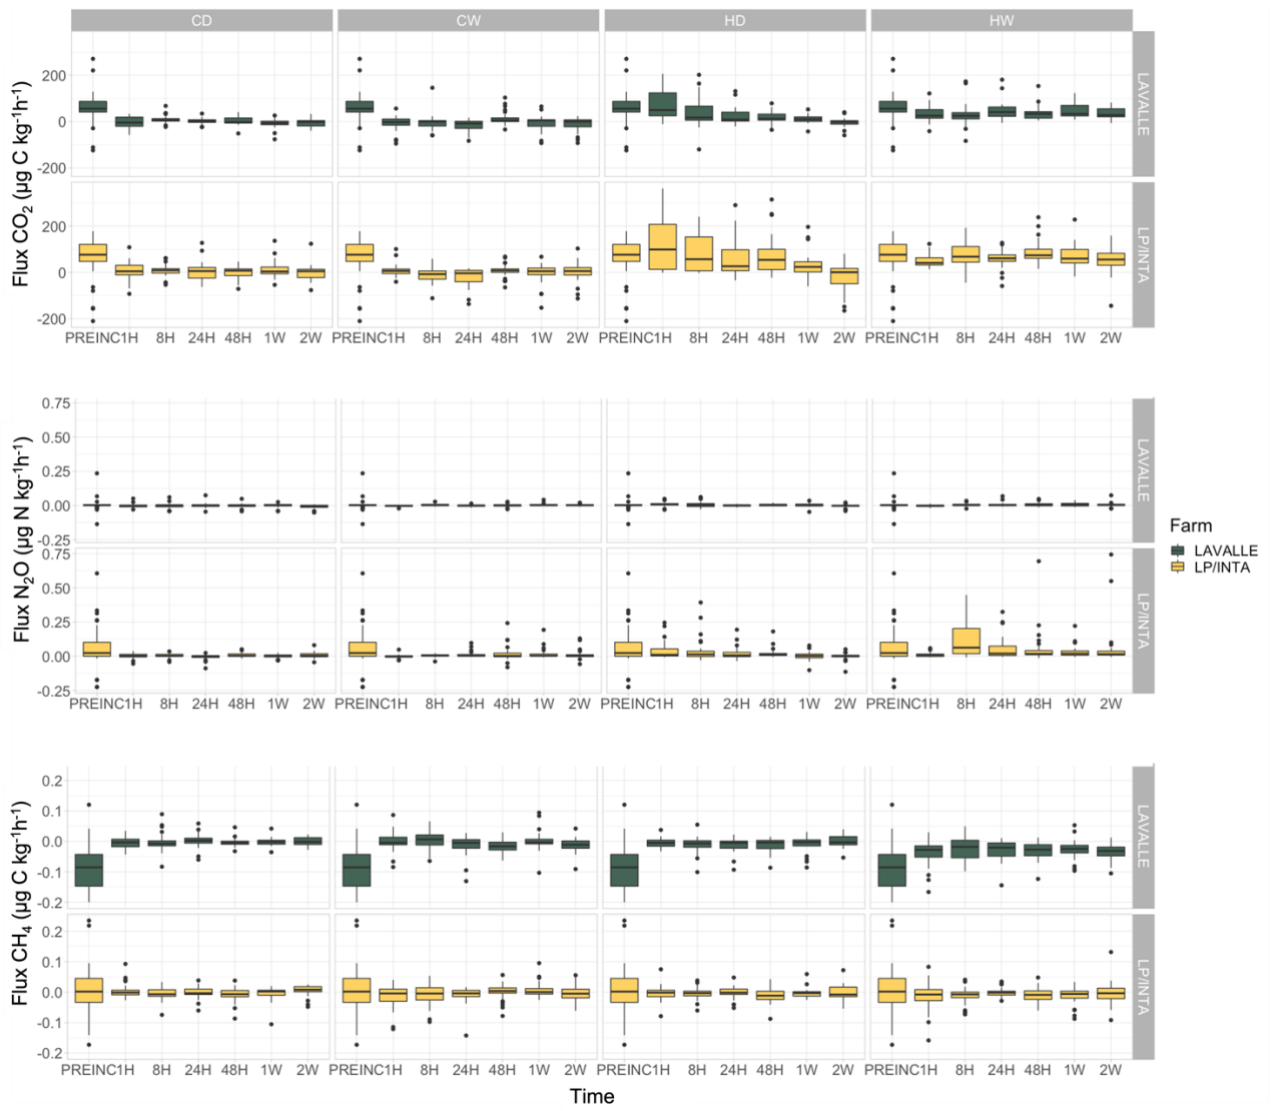 CD CW HD HW
Flux CO₂ (µg C kg⁻¹h⁻¹)
200
0
-200
LAVALLE
200
0
-200
LP/INTA
PREINC1H 8H 24H 48H 1W 2W PREINC1H 8H 24H 48H 1W 2W PREINC1H 8H 24H 48H 1W 2W PREINC1H 8H 24H 48H 1W 2W
Flux N₂O (µg N kg⁻¹h⁻¹)
0.75
0.50
0.25
0.00
-0.25
LAVALLE
0.75
0.50
0.25
0.00
-0.25
LP/INTA
PREINC1H 8H 24H 48H 1W 2W PREINC1H 8H 24H 48H 1W 2W PREINC1H 8H 24H 48H 1W 2W PREINC1H 8H 24H 48H 1W 2W
Farm
LAVALLE
LP/INTA
Flux CH₄ (µg C kg⁻¹h⁻¹)
0.2
0.1
0.0
-0.1
-0.2
LAVALLE
0.2
0.1
0.0
-0.1
-0.2
LP/INTA
PREINC1H 8H 24H 48H 1W 2W PREINC1H 8H 24H 48H 1W 2W PREINC1H 8H 24H 48H 1W 2W PREINC1H 8H 24H 48H 1W 2W
Time